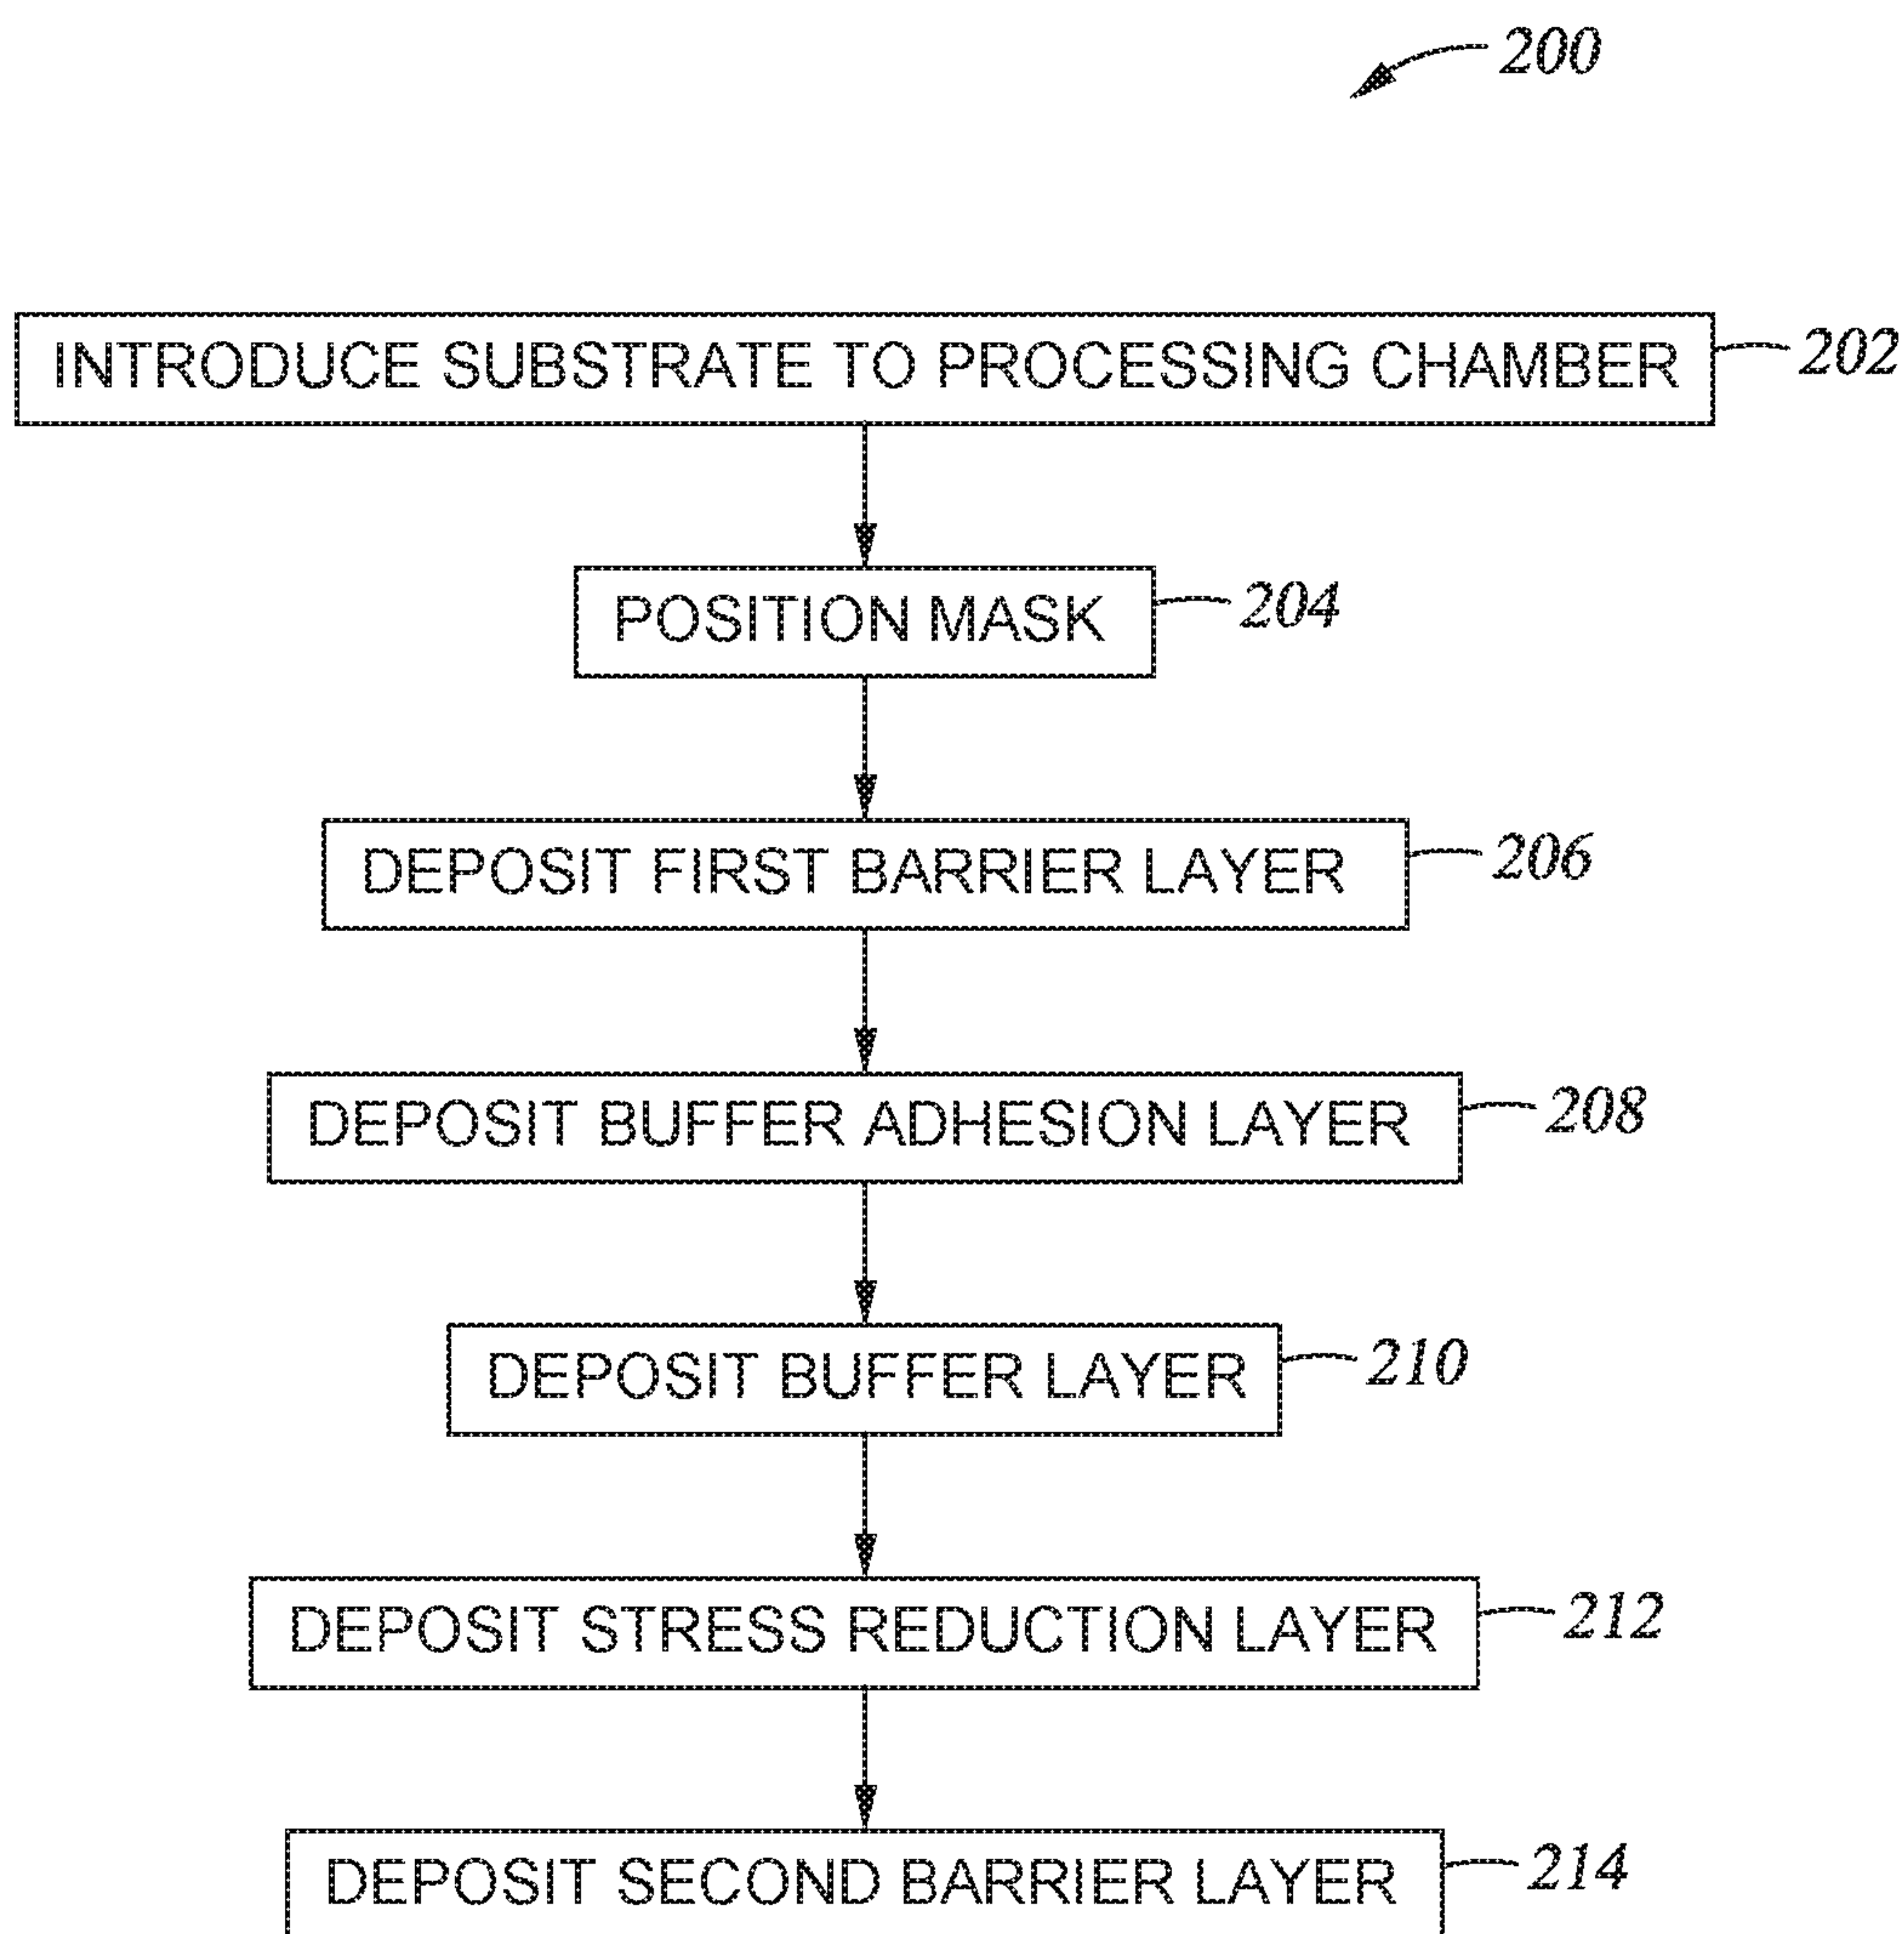 200
INTRODUCE SUBSTRATE TO PROCESSING CHAMBER 202
POSITION MASK 204
DEPOSIT FIRST BARRIER LAYER 206
DEPOSIT BUFFER ADHESION LAYER 208
DEPOSIT BUFFER LAYER 210
DEPOSIT STRESS REDUCTION LAYER 212
DEPOSIT SECOND BARRIER LAYER 214